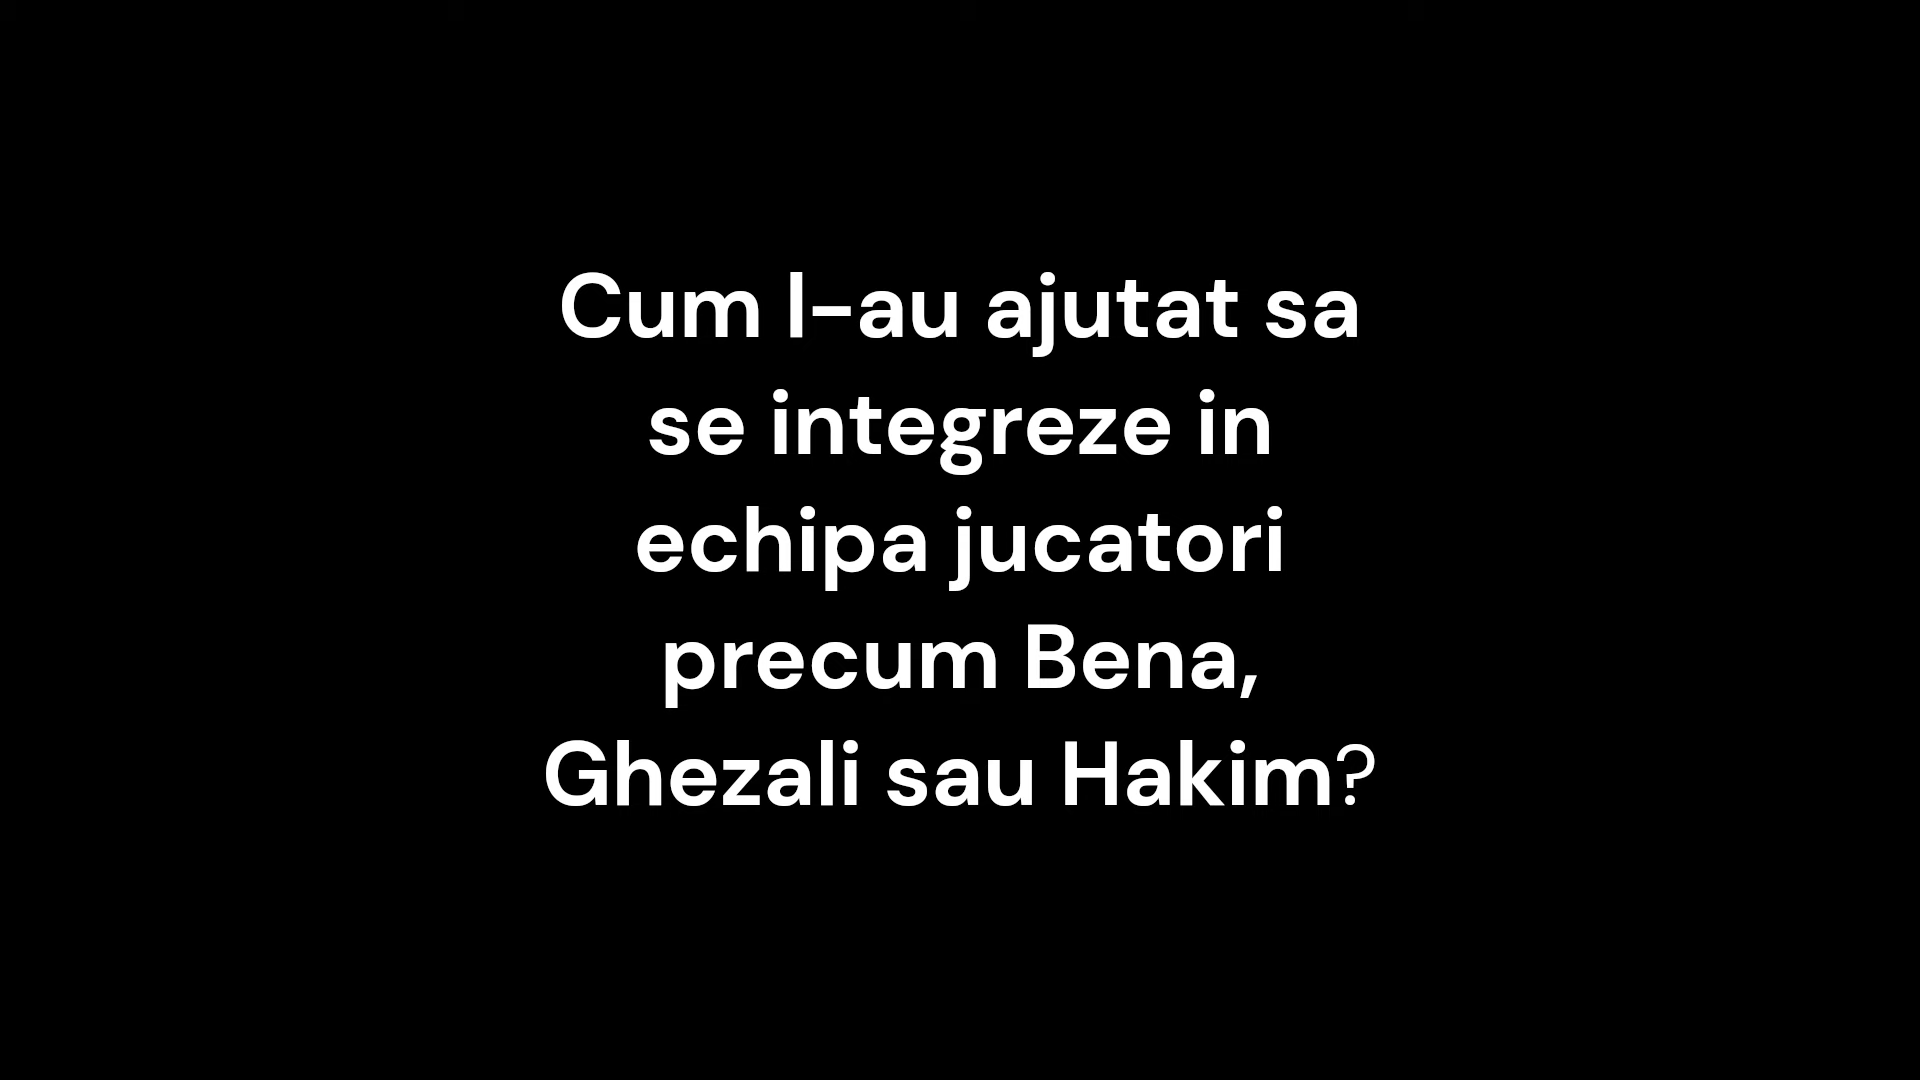 Cum l-au ajutat sa
se integreze in
echipa jucatori
precum Bena,
Ghezali sau Hakim?